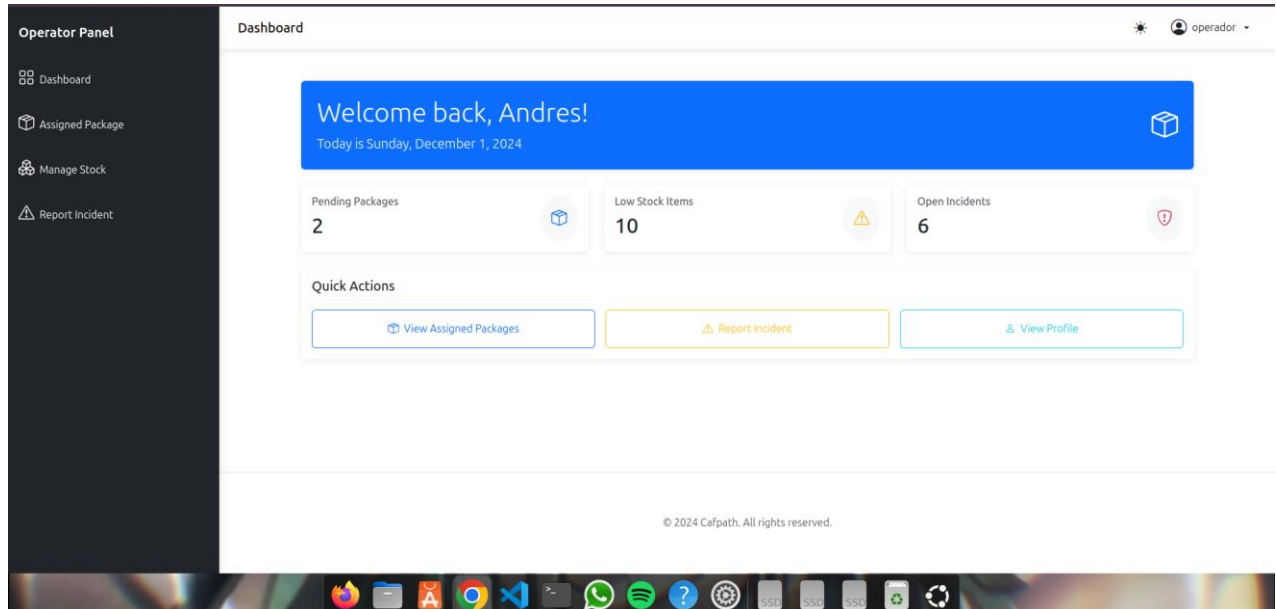 Operator Panel
Dashboard
operador
Dashboard
Assigned Package
Manage Stock
Report Incident
Welcome back, Andres!
Today is Sunday, December 1, 2024
Pending Packages
2
Low Stock Items
10
Open Incidents
6
Quick Actions
View Assigned Packages
Report Incident
View Profile
© 2024 Cafpath. All rights reserved.
SSD
SSD
SSD